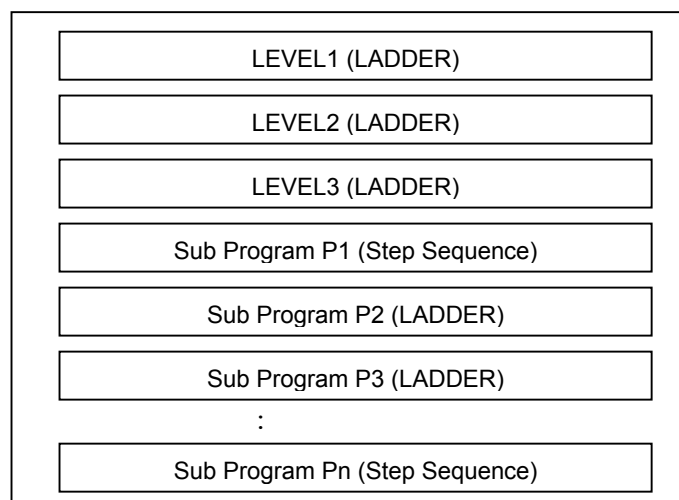 LEVEL1 (LADDER)
LEVEL2 (LADDER)
LEVEL3 (LADDER)
Sub Program P1 (Step Sequence)
Sub Program P2 (LADDER)
Sub Program P3 (LADDER)
:
Sub Program Pn (Step Sequence)